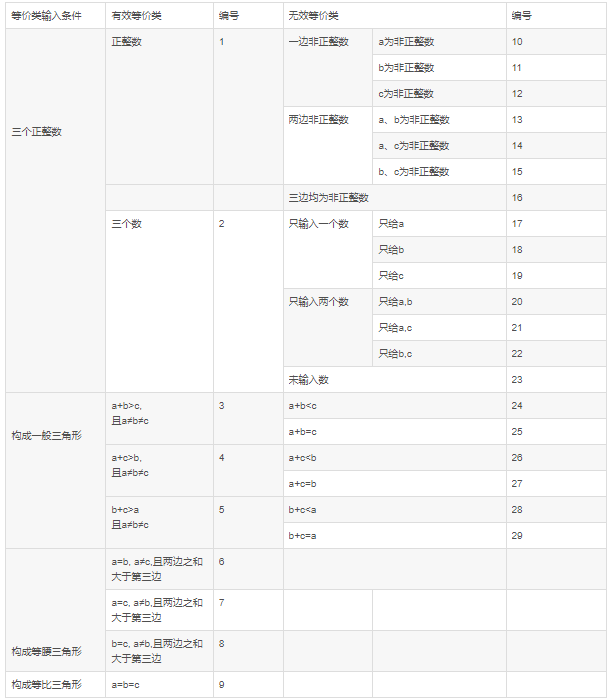 等价类输入条件 有效等价类 编号 无效等价类 编号
三个正整数 正整数 1 一边非正整数 a为非正整数 10
b为非正整数 11
c为非正整数 12
两边非正整数 a、b为非正整数 13
a、c为非正整数 14
b、c为非正整数 15
三边均为非正整数 16
三个数 2 只输入一个数 只给a 17
只给b 18
只给c 19
只输入两个数 只给a,b 20
只给a,c 21
只给b,c 22
未输入数 23
构成一般三角形 a+b>c, 3 a+b<c 24
且a≠b≠c
a+b=c 25
a+c>b, 4 a+c<b 26
且a≠b≠c
a+c=b 27
b+c>a 5 b+c<a 28
且a≠b≠c
b+c=a 29
构成等腰三角形 a=b, a≠c,且两边之和 6
大于第三边
a=c, a≠b,且两边之和 7
大于第三边
b=c, a≠b,且两边之和 8
大于第三边
构成等比三角形 a=b=c 9